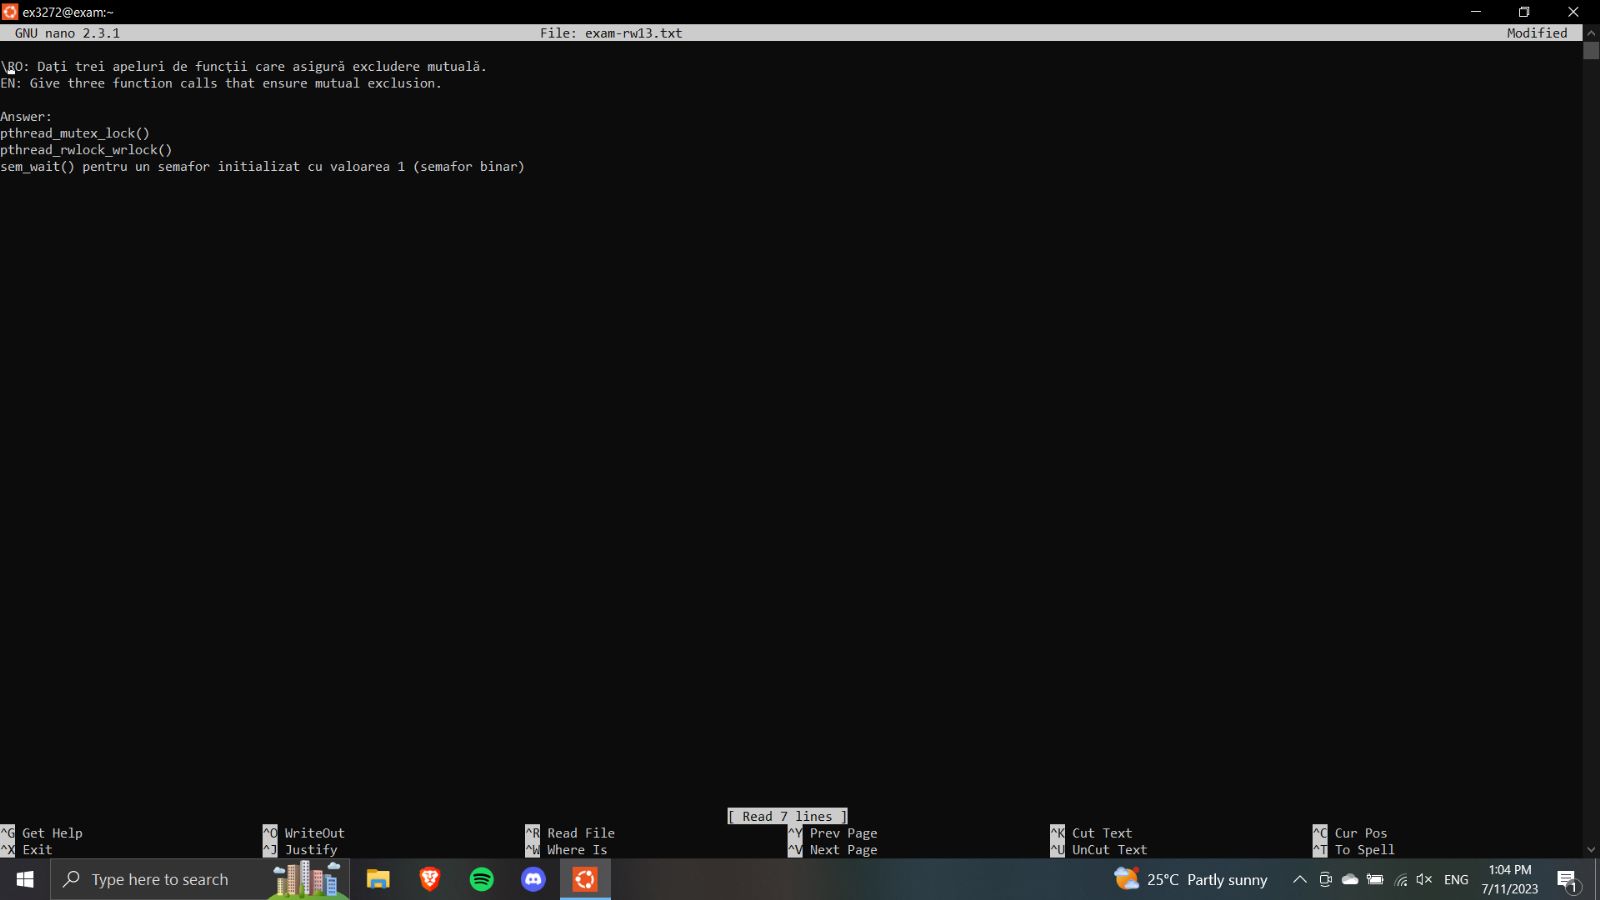 ex3272@exam:~
GNU nano 2.3.1 File: exam-rw13.txt Modified
\RO: Dați trei apeluri de funcții care asigură excludere mutuală.
EN: Give three function calls that ensure mutual exclusion.
Answer:
pthread_mutex_lock()
pthread_rwlock_wrlock()
sem_wait() pentru un semafor initializat cu valoarea 1 (semafor binar)
[ Read 7 lines ]
^G Get Help ^O WriteOut ^R Read File ^Y Prev Page ^K Cut Text ^C Cur Pos
^X Exit ^J Justify ^W Where Is ^V Next Page ^U UnCut Text ^T To Spell
Type here to search 25°C Partly sunny ENG 1:04 PM
7/11/2023 1